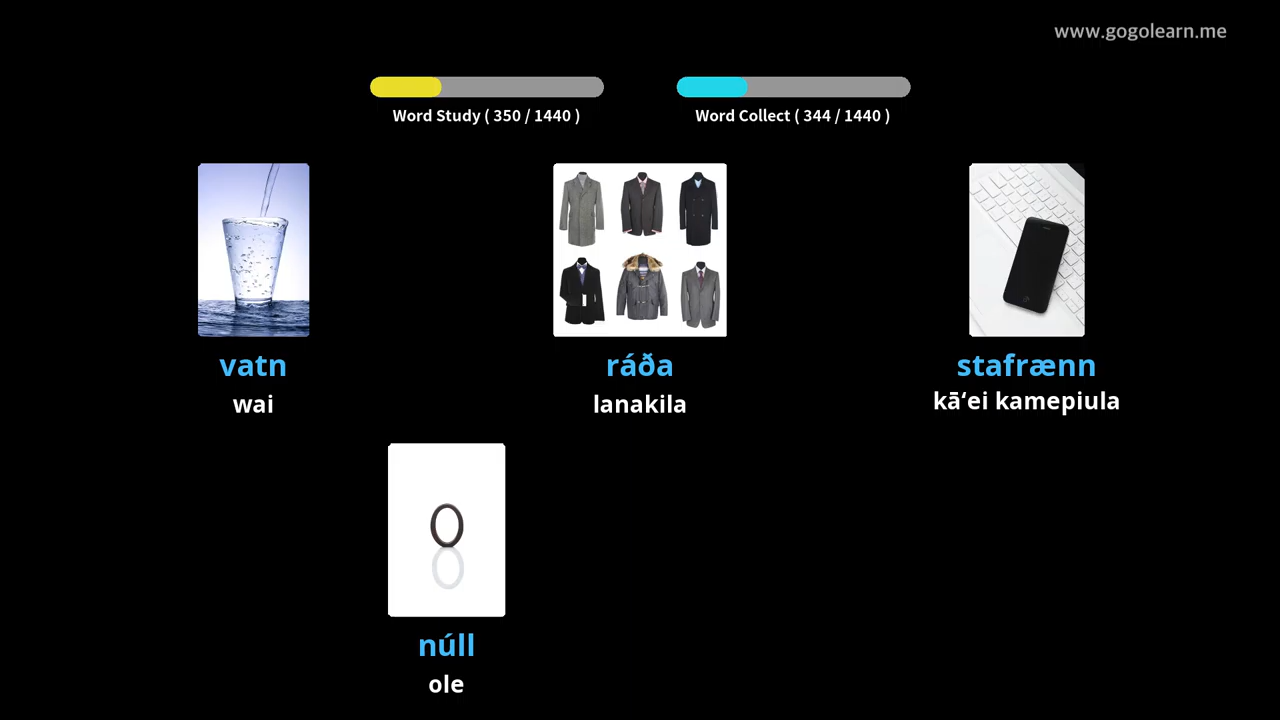 www.gogolearn.me
Word Study ( 350 / 1440 )
Word Collect ( 344 / 1440 )
vatn
wai
ráða
lanakila
stafrænn
kāʻei kamepiula
núll
ole